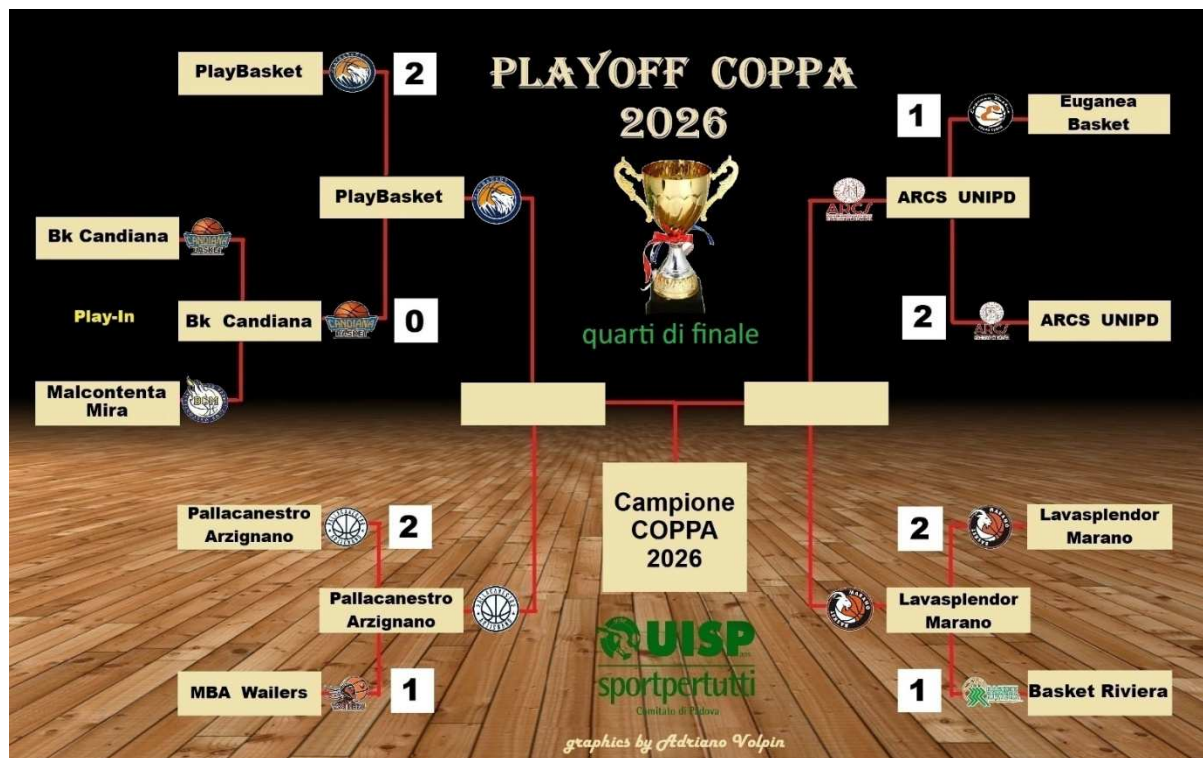 PLAYOFF COPPA
2026
quarti di finale
PlayBasket
2
PlayBasket
Bk Candiana
Play-In
Bk Candiana
0
Malcontenta
Mira
Pallacanestro
Arzignano
2
Pallacanestro
Arzignano
MBA Wailers
1
1
Euganea
Basket
ARCS UNIPD
2
ARCS UNIPD
Campione
COPPA
2026
2
Lavasplendor
Marano
Lavasplendor
Marano
1
Basket Riviera
UISP
sportpertutti
Comitato di Padova
graphics by Adriano Volpin